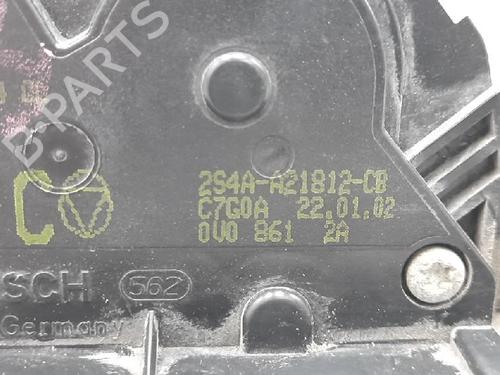 B-PARTS
C
2S4A-A21812-CB
C7G0A 22.01.02
0V0 861 2A
SCH 562
Germany